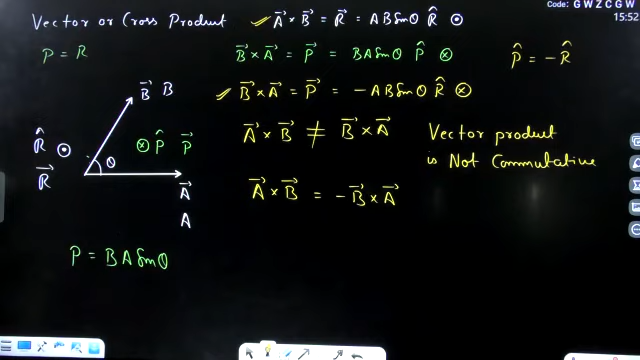 Code: GWZCGW
15:52
Vector or Cross Product ✓ A⃗ × B⃗ = R⃗ = AB Sinθ R̂ ⊙
P = R
B⃗ × A⃗ = P⃗ = BA Sinθ P̂ ⊗
P̂ = -R̂
✓ B⃗ × A⃗ = P⃗ = -AB Sinθ R̂ ⊗
B⃗ B
A⃗ × B⃗ ≠ B⃗ × A⃗
Vector product
is Not Commutative
R̂ ⊙
R⃗
θ
⊗ P̂ P⃗
A⃗
A
A⃗ × B⃗ = -B⃗ × A⃗
P = BA Sinθ